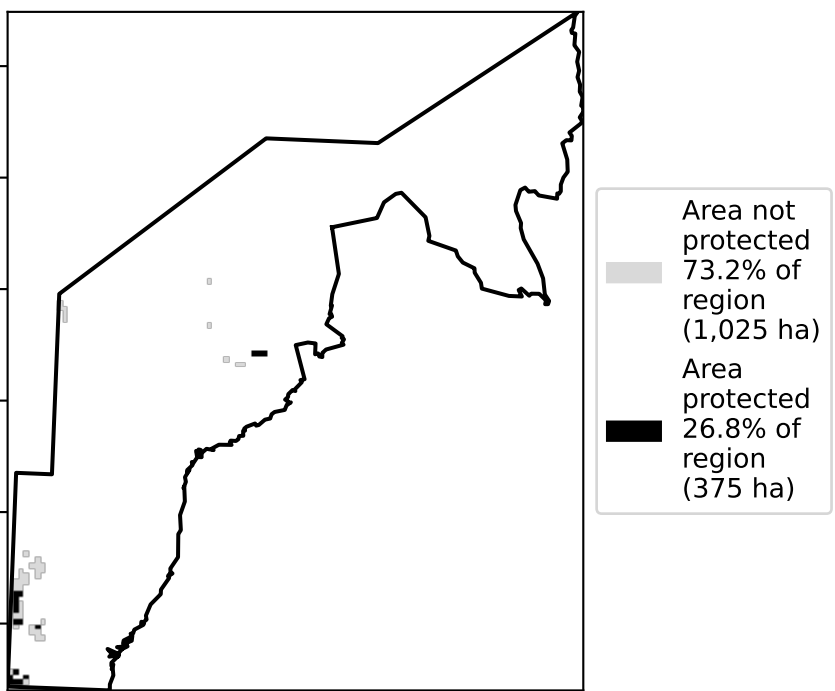 Area not
protected
73.2% of
region
(1,025 ha)
Area
protected
26.8% of
region
(375 ha)